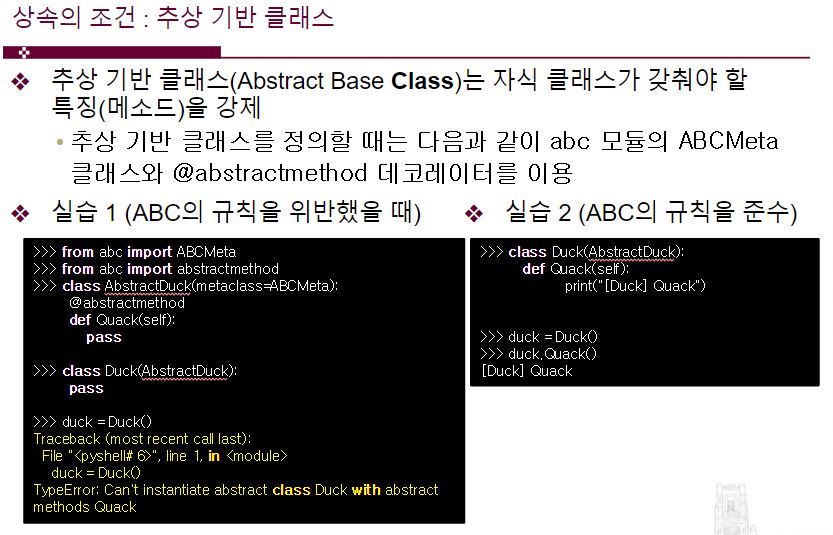 상속의 조건 : 추상 기반 클래스
❖ 추상 기반 클래스(Abstract Base Class)는 자식 클래스가 갖춰야 할
특징(메소드)을 강제
• 추상 기반 클래스를 정의할 때는 다음과 같이 abc 모듈의 ABCMeta
클래스와 @abstractmethod 데코레이터를 이용
❖ 실습 1 (ABC의 규칙을 위반했을 때)
>>> from abc import ABCMeta
>>> from abc import abstractmethod
>>> class AbstractDuck(metaclass=ABCMeta):
@abstractmethod
def Quack(self):
pass
>>> class Duck(AbstractDuck):
pass
>>> duck = Duck()
Traceback (most recent call last):
File "<pyshell#6>", line 1, in <module>
duck = Duck()
TypeError: Can't instantiate abstract class Duck with abstract
methods Quack
❖ 실습 2 (ABC의 규칙을 준수)
>>> class Duck(AbstractDuck):
def Quack(self):
print("[Duck] Quack")
>>> duck = Duck()
>>> duck.Quack()
[Duck] Quack